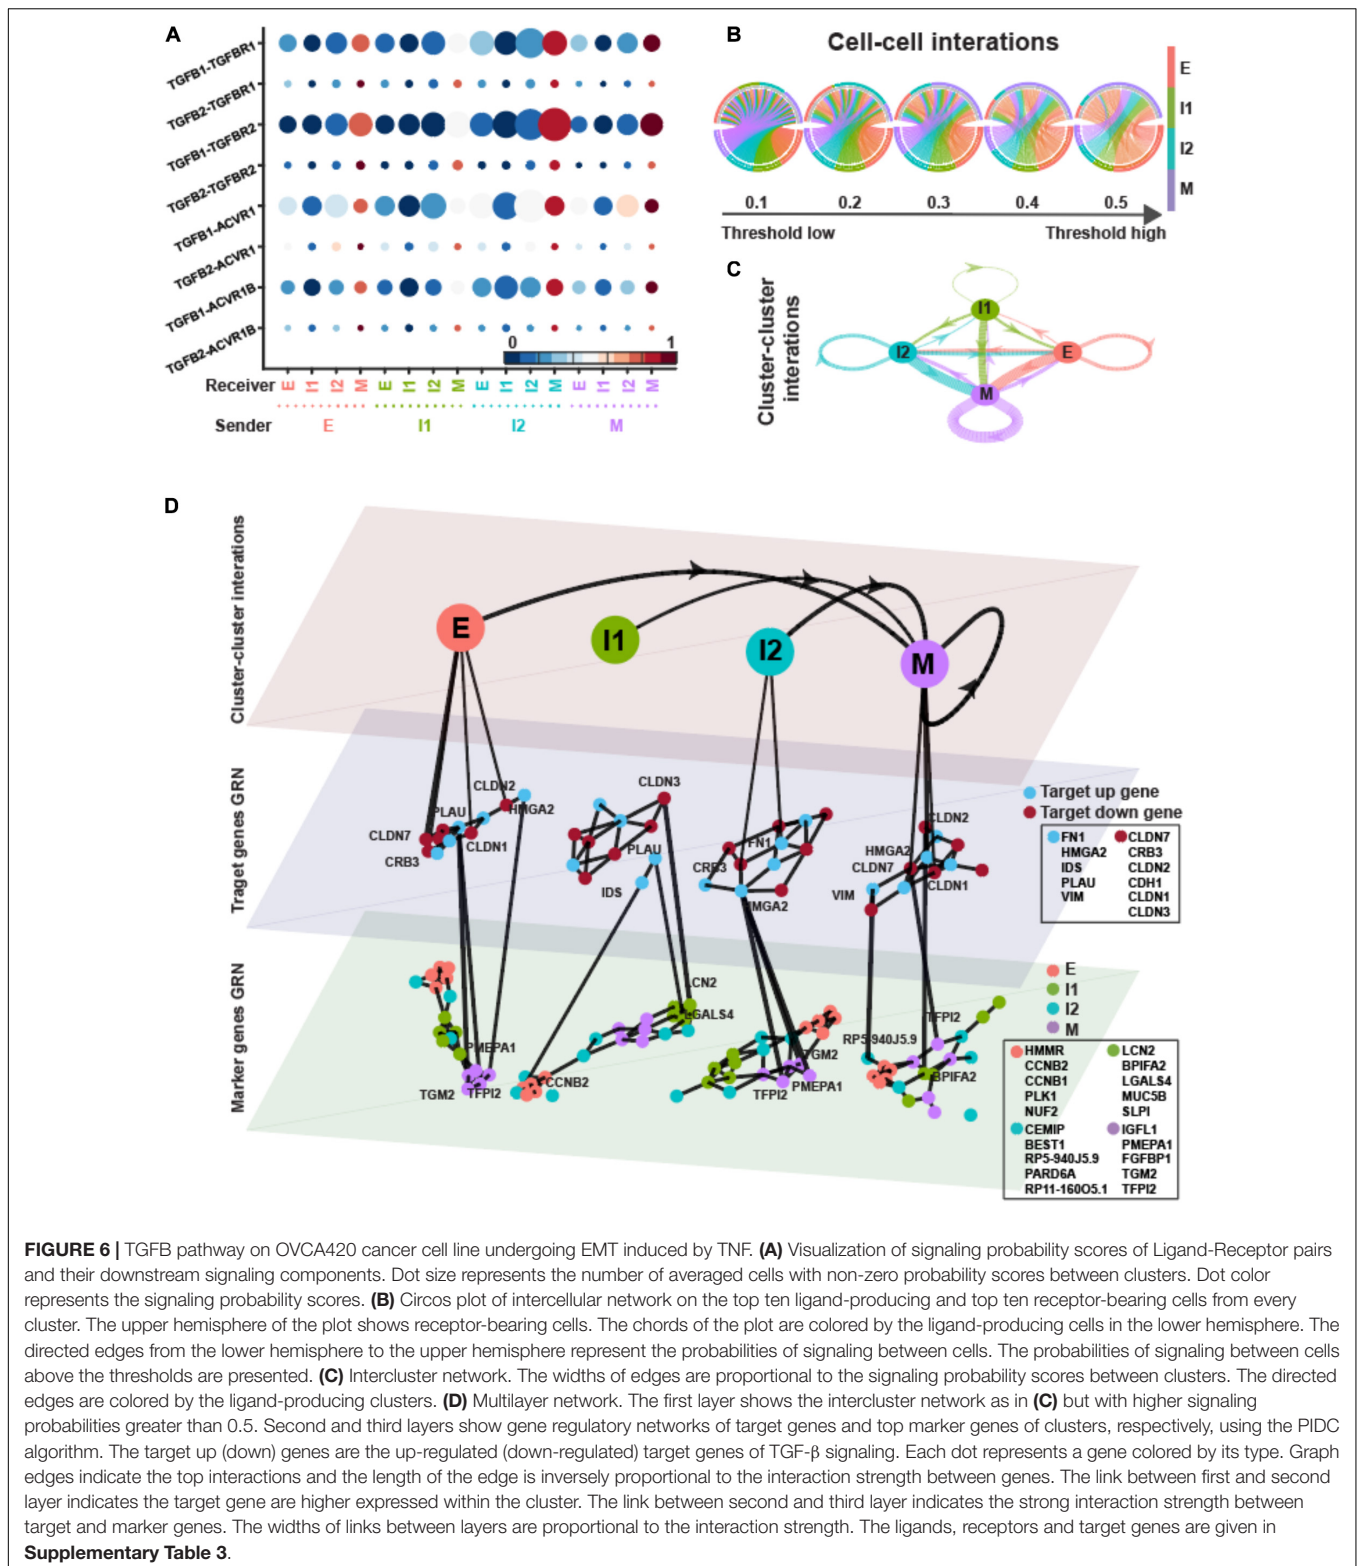 A
TGFB1-TGFBR1
TGFB2-TGFBR1
TGFB1-TGFBR2
TGFB2-TGFBR2
TGFB1-ACVR1
TGFB2-ACVR1
TGFB1-ACVR1B
TGFB2-ACVR1B
0 1
Receiver E I1 I2 M E I1 I2 M E I1 I2 M E I1 I2 M
Sender E I1 I2 M
B
Cell-cell interations
E
I1
I2
M
0.1 0.2 0.3 0.4 0.5
Threshold low Threshold high
C
Cluster-cluster
interations
I1
I2
E
M
D
Cluster-cluster interations
E
I1
I2
M
Traget genes GRN
CLDN2
HMGA2
PLAU
CLDN7
CLDN1
CRB3
CLDN3
PLAU
IDS
FN1
CRB3
HMGA2
CLDN2
HMGA2
CLDN7
CLDN1
VIM
Target up gene
Target down gene
FN1 CLDN7
HMGA2 CRB3
IDS CLDN2
PLAU CDH1
VIM CLDN1
CLDN3
Marker genes GRN
PMEPA1
TGM2
TFPI2
CCNB2
LCN2
LGALS4
TGM2
PMEPA1
TFPI2
RP5-940J5.9
TFPI2
BPIFA2
E
I1
I2
M
HMMR LCN2
CCNB2 BPIFA2
CCNB1 LGALS4
PLK1 MUC5B
NUF2 SLPI
CEMIP IGFL1
BEST1 PMEPA1
RP5-940J5.9 FGFBP1
PARD6A TGM2
RP11-160O5.1 TFPI2
FIGURE 6 | TGFB pathway on OVCA420 cancer cell line undergoing EMT induced by TNF. (A) Visualization of signaling probability scores of Ligand-Receptor pairs
and their downstream signaling components. Dot size represents the number of averaged cells with non-zero probability scores between clusters. Dot color
represents the signaling probability scores. (B) Circos plot of intercellular network on the top ten ligand-producing and top ten receptor-bearing cells from every
cluster. The upper hemisphere of the plot shows receptor-bearing cells. The chords of the plot are colored by the ligand-producing cells in the lower hemisphere. The
directed edges from the lower hemisphere to the upper hemisphere represent the probabilities of signaling between cells. The probabilities of signaling between cells
above the thresholds are presented. (C) Intercluster network. The widths of edges are proportional to the signaling probability scores between clusters. The directed
edges are colored by the ligand-producing clusters. (D) Multilayer network. The first layer shows the intercluster network as in (C) but with higher signaling
probabilities greater than 0.5. Second and third layers show gene regulatory networks of target genes and top marker genes of clusters, respectively, using the PIDC
algorithm. The target up (down) genes are the up-regulated (down-regulated) target genes of TGF-β signaling. Each dot represents a gene colored by its type. Graph
edges indicate the top interactions and the length of the edge is inversely proportional to the interaction strength between genes. The link between first and second
layer indicates the target gene are higher expressed within the cluster. The link between second and third layer indicates the strong interaction strength between
target and marker genes. The widths of links between layers are proportional to the interaction strength. The ligands, receptors and target genes are given in
Supplementary Table 3.